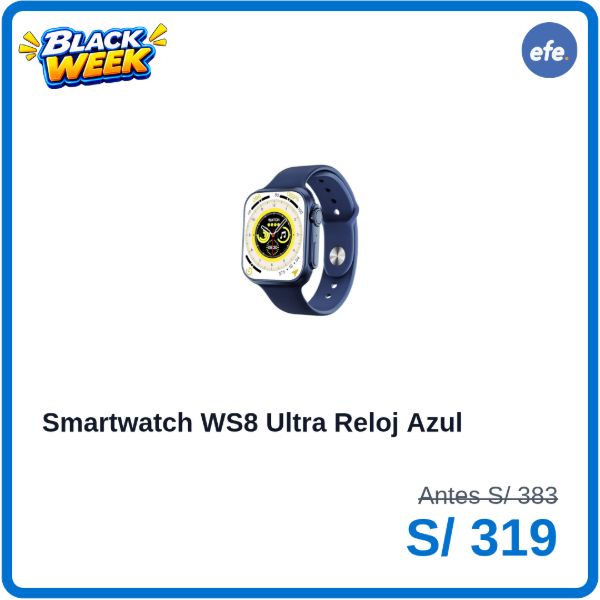 BLACK
WEEK
efe.
Smartwatch WS8 Ultra Reloj Azul
Antes S/ 383
S/ 319